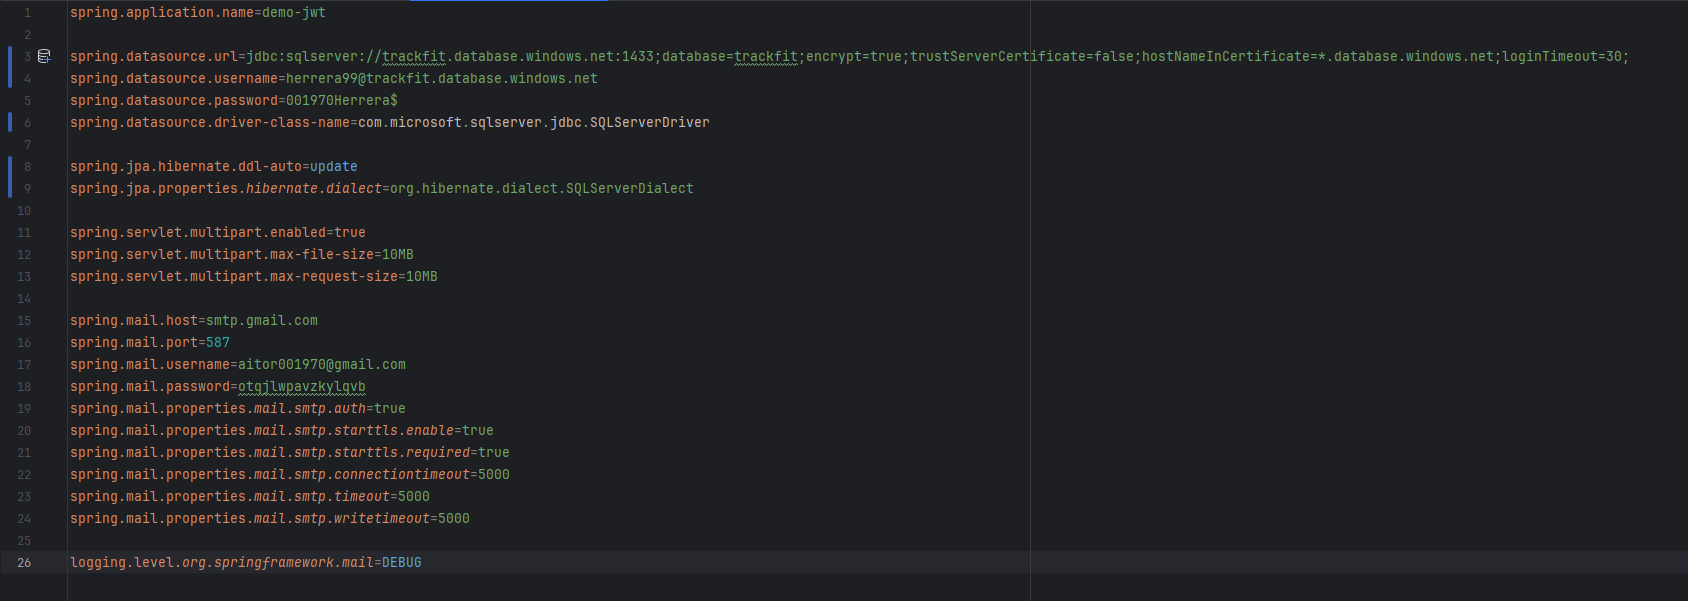 1 spring.application.name=demo-jwt
2
3 spring.datasource.url=jdbc:sqlserver://trackfit.database.windows.net:1433;database=trackfit;encrypt=true;trustServerCertificate=false;hostNameInCertificate=*.database.windows.net;loginTimeout=30;
4 spring.datasource.username=herrera99@trackfit.database.windows.net
5 spring.datasource.password=001970Herrera$
6 spring.datasource.driver-class-name=com.microsoft.sqlserver.jdbc.SQLServerDriver
7
8 spring.jpa.hibernate.ddl-auto=update
9 spring.jpa.properties.hibernate.dialect=org.hibernate.dialect.SQLServerDialect
10
11 spring.servlet.multipart.enabled=true
12 spring.servlet.multipart.max-file-size=10MB
13 spring.servlet.multipart.max-request-size=10MB
14
15 spring.mail.host=smtp.gmail.com
16 spring.mail.port=587
17 spring.mail.username=aitor001970@gmail.com
18 spring.mail.password=otqjlwpavzkylqvb
19 spring.mail.properties.mail.smtp.auth=true
20 spring.mail.properties.mail.smtp.starttls.enable=true
21 spring.mail.properties.mail.smtp.starttls.required=true
22 spring.mail.properties.mail.smtp.connectiontimeout=5000
23 spring.mail.properties.mail.smtp.timeout=5000
24 spring.mail.properties.mail.smtp.writetimeout=5000
25
26 logging.level.org.springframework.mail=DEBUG